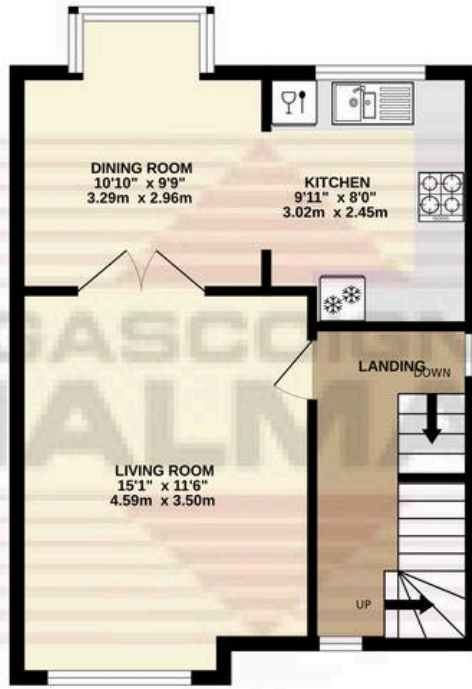 DINING ROOM
10'10" x 9'9"
3.29m x 2.96m
KITCHEN
9'11" x 8'0"
3.02m x 2.45m
LANDING
DOWN
LIVING ROOM
15'1" x 11'6"
4.59m x 3.50m
UP